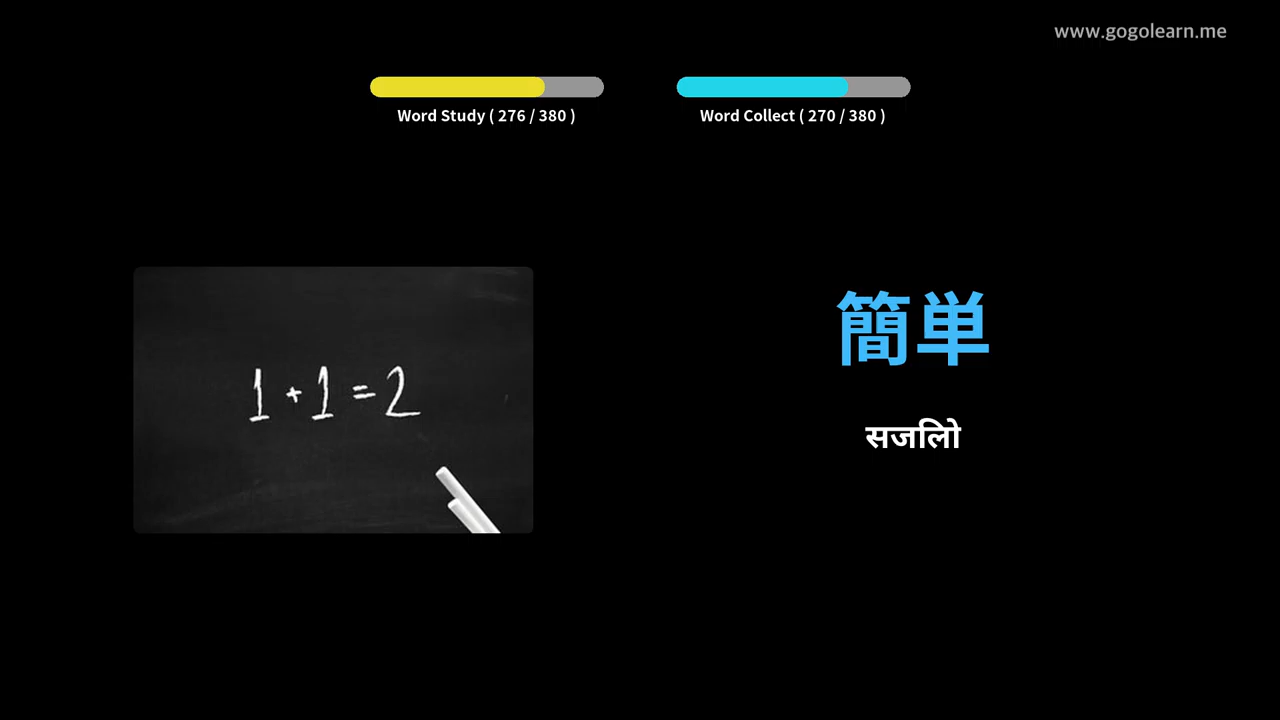 www.gogolearn.me
Word Study ( 276 / 380 )
Word Collect ( 270 / 380 )
1 + 1 = 2
簡単
सजिलो